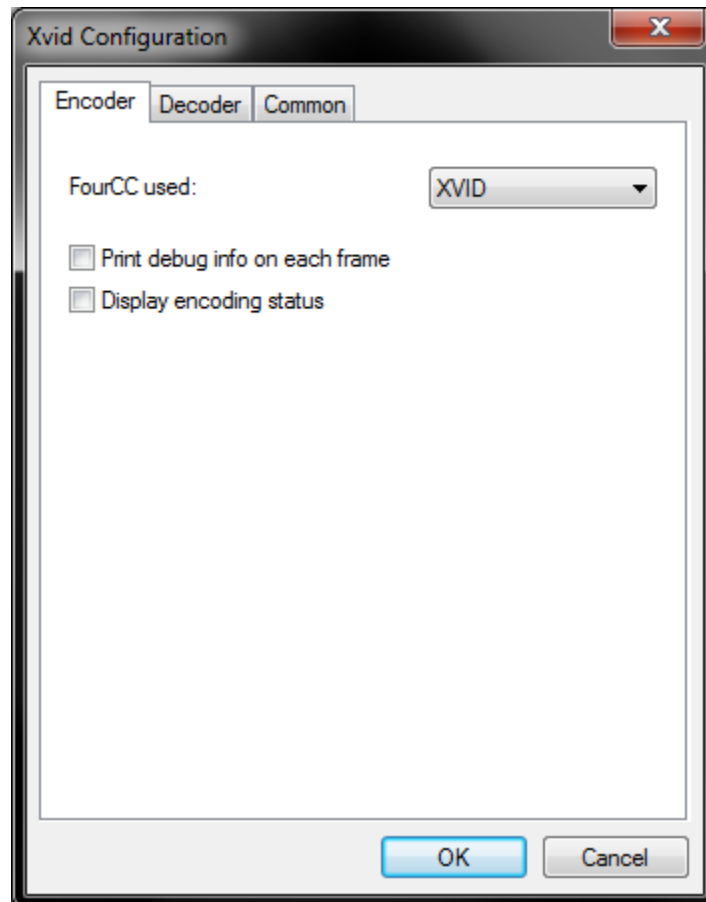 Xvid Configuration
Encoder Decoder Common
FourCC used: XVID
Print debug info on each frame
Display encoding status
OK Cancel